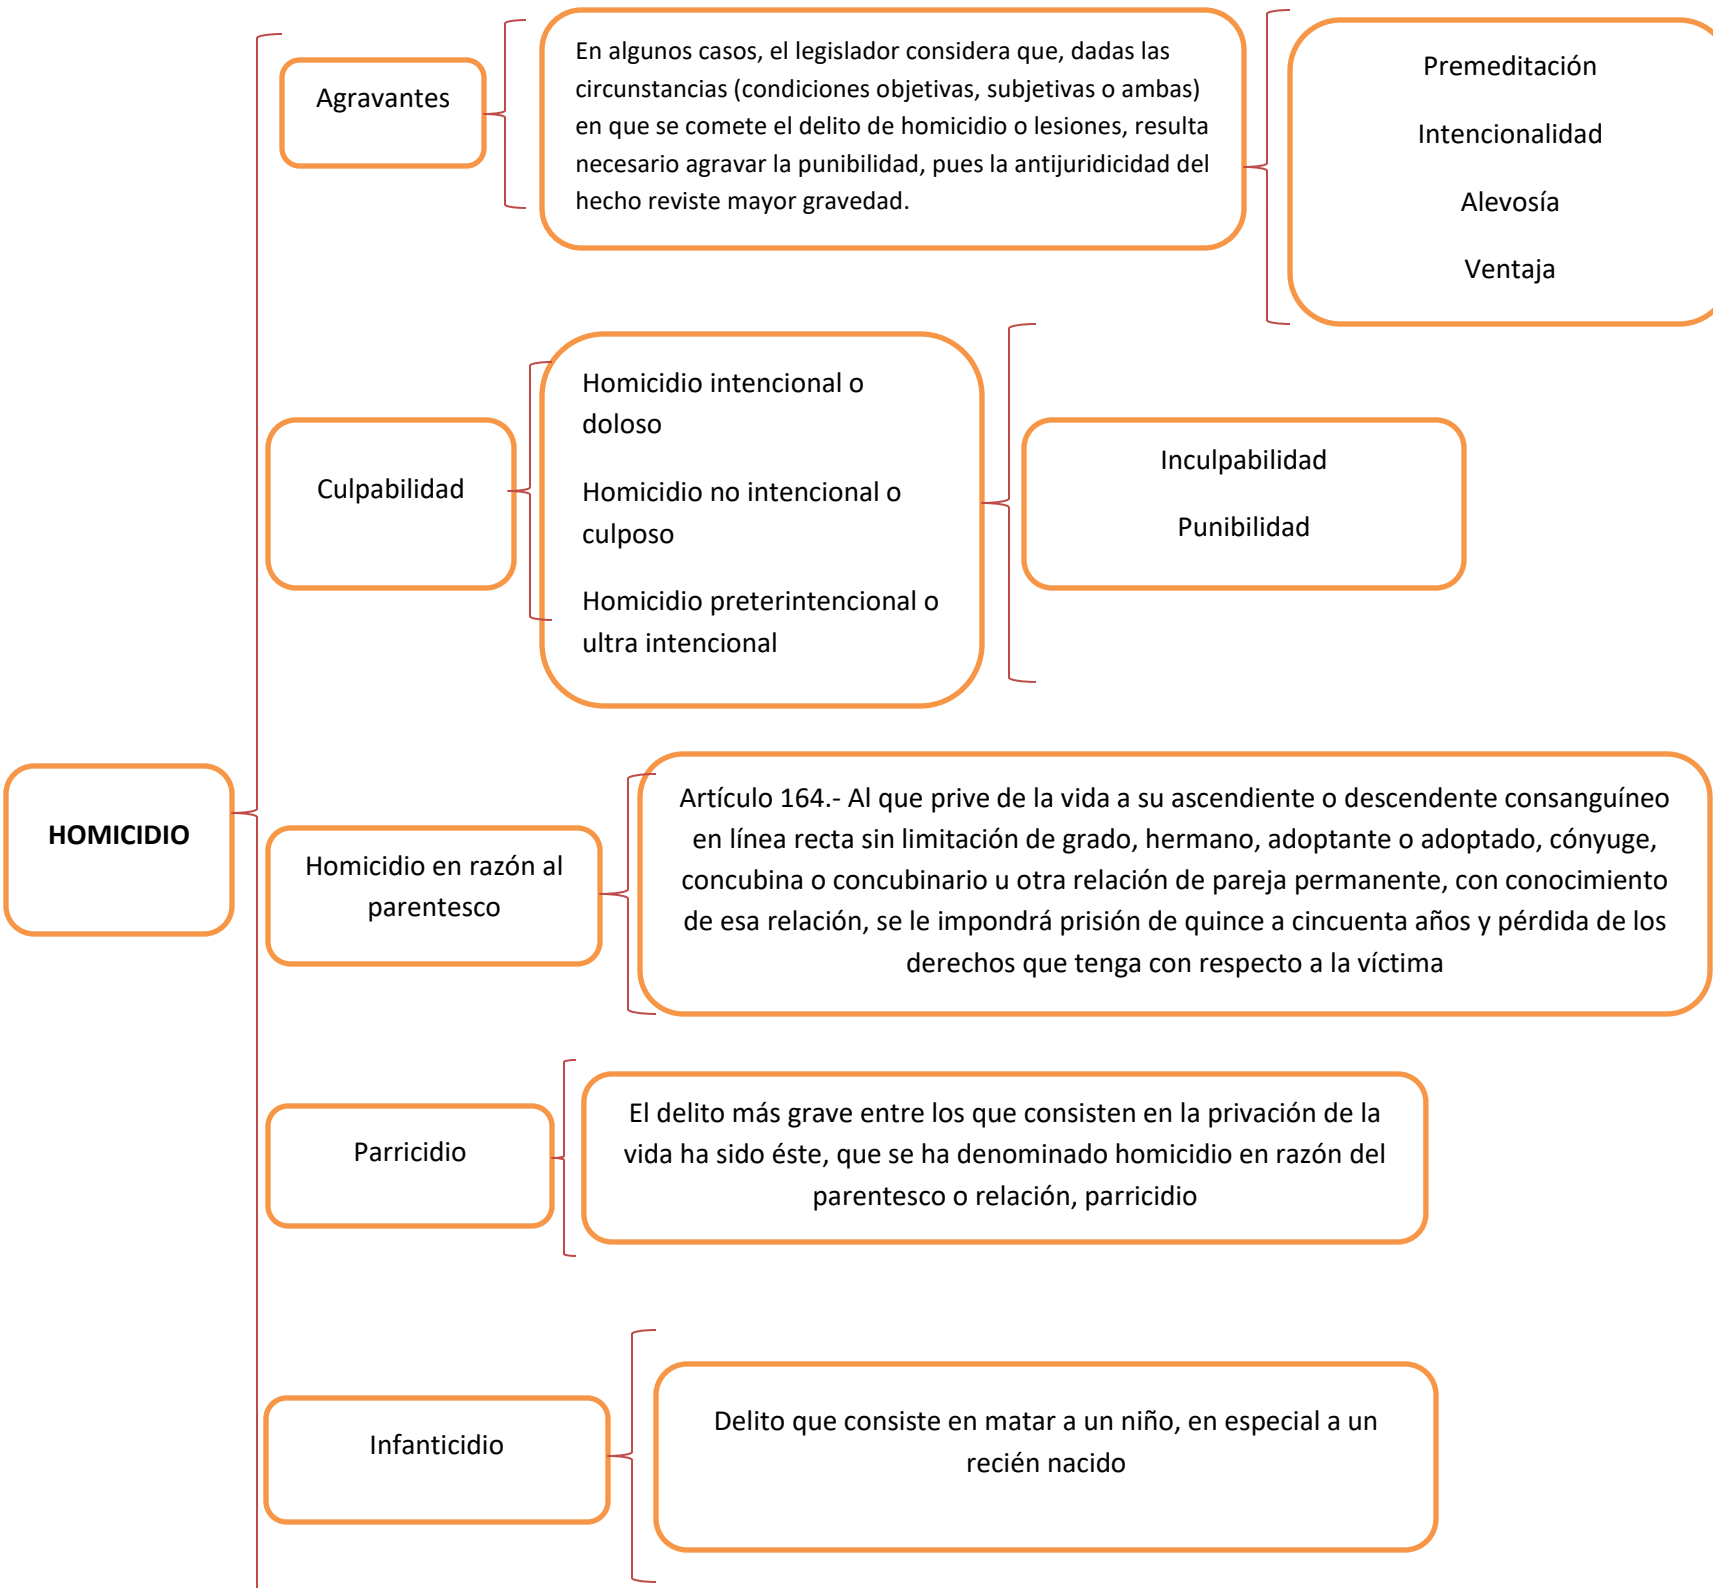 Agravantes
En algunos casos, el legislador considera que, dadas las
circunstancias (condiciones objetivas, subjetivas o ambas)
en que se comete el delito de homicidio o lesiones, resulta
necesario agravar la punibilidad, pues la antijuridicidad del
hecho reviste mayor gravedad.
Premeditación
Intencionalidad
Alevosía
Ventaja
Culpabilidad
Homicidio intencional o
doloso
Homicidio no intencional o
culposo
Homicidio preterintencional o
ultra intencional
Inculpabilidad
Punibilidad
HOMICIDIO
Homicidio en razón al
parentesco
Artículo 164.- Al que prive de la vida a su ascendiente o descendente consanguíneo
en línea recta sin limitación de grado, hermano, adoptante o adoptado, cónyuge,
concubina o concubinario u otra relación de pareja permanente, con conocimiento
de esa relación, se le impondrá prisión de quince a cincuenta años y pérdida de los
derechos que tenga con respecto a la víctima
Parricidio
El delito más grave entre los que consisten en la privación de la
vida ha sido éste, que se ha denominado homicidio en razón del
parentesco o relación, parricidio
Infanticidio
Delito que consiste en matar a un niño, en especial a un
recién nacido